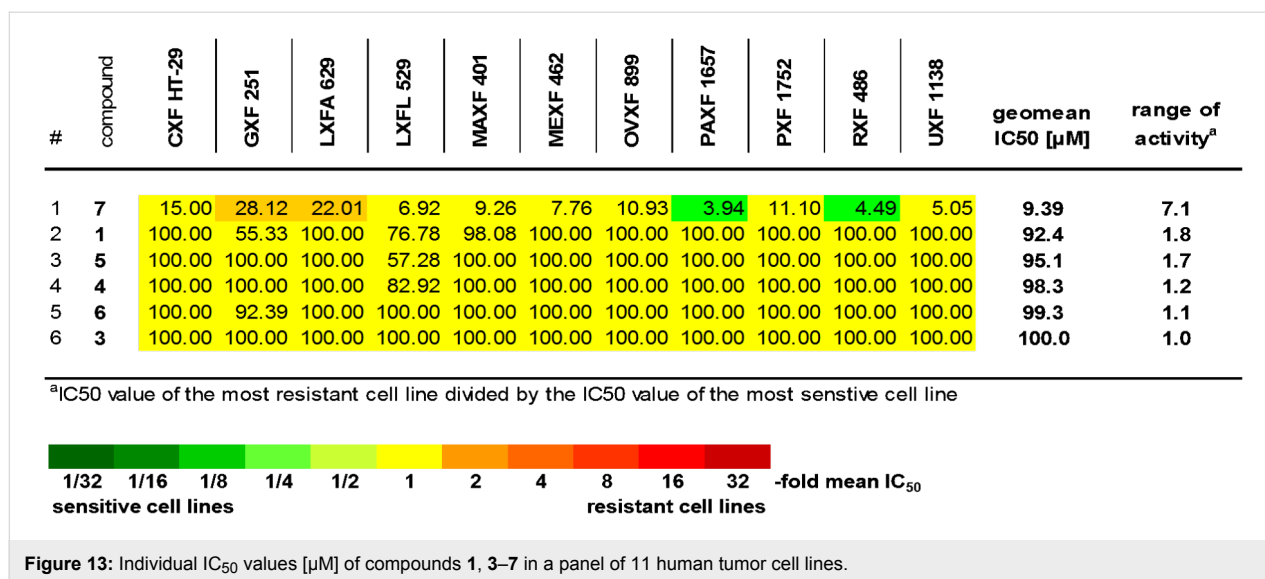 # compound CXF HT-29 GXF 251 LXFA 629 LXFL 529 MAXF 401 MEXF 462 OVXF 899 PAXF 1657 PXF 1752 RXF 486 UXF 1138 geomean IC50 [µM] range of activityᵃ
1 7 15.00 28.12 22.01 6.92 9.26 7.76 10.93 3.94 11.10 4.49 5.05 9.39 7.1
2 1 100.00 55.33 100.00 76.78 98.08 100.00 100.00 100.00 100.00 100.00 100.00 92.4 1.8
3 5 100.00 100.00 100.00 57.28 100.00 100.00 100.00 100.00 100.00 100.00 100.00 95.1 1.7
4 4 100.00 100.00 100.00 82.92 100.00 100.00 100.00 100.00 100.00 100.00 100.00 98.3 1.2
5 6 100.00 92.39 100.00 100.00 100.00 100.00 100.00 100.00 100.00 100.00 100.00 99.3 1.1
6 3 100.00 100.00 100.00 100.00 100.00 100.00 100.00 100.00 100.00 100.00 100.00 100.0 1.0
ᵃIC50 value of the most resistant cell line divided by the IC50 value of the most senstive cell line
1/32 1/16 1/8 1/4 1/2 1 2 4 8 16 32 -fold mean IC₅₀
sensitive cell lines resistant cell lines
Figure 13: Individual IC₅₀ values [µM] of compounds 1, 3–7 in a panel of 11 human tumor cell lines.